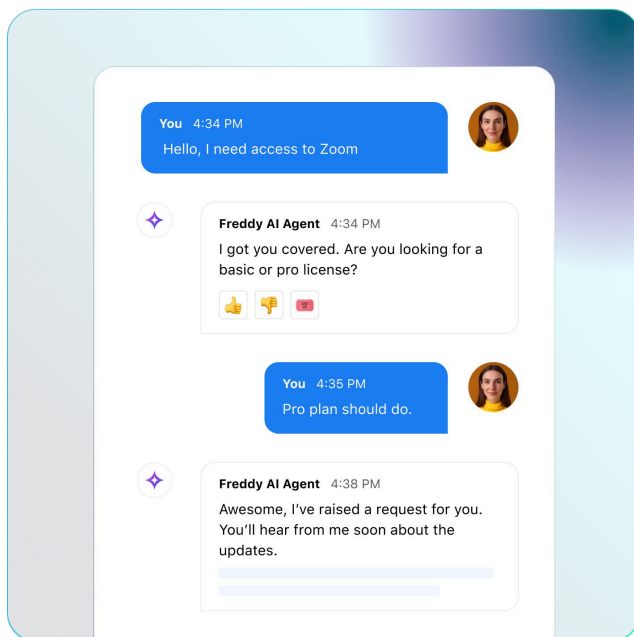 You 4:34 PM
Hello, I need access to Zoom
Freddy AI Agent 4:34 PM
I got you covered. Are you looking for a
basic or pro license?
You 4:35 PM
Pro plan should do.
Freddy AI Agent 4:38 PM
Awesome, I’ve raised a request for you.
You’ll hear from me soon about the
updates.